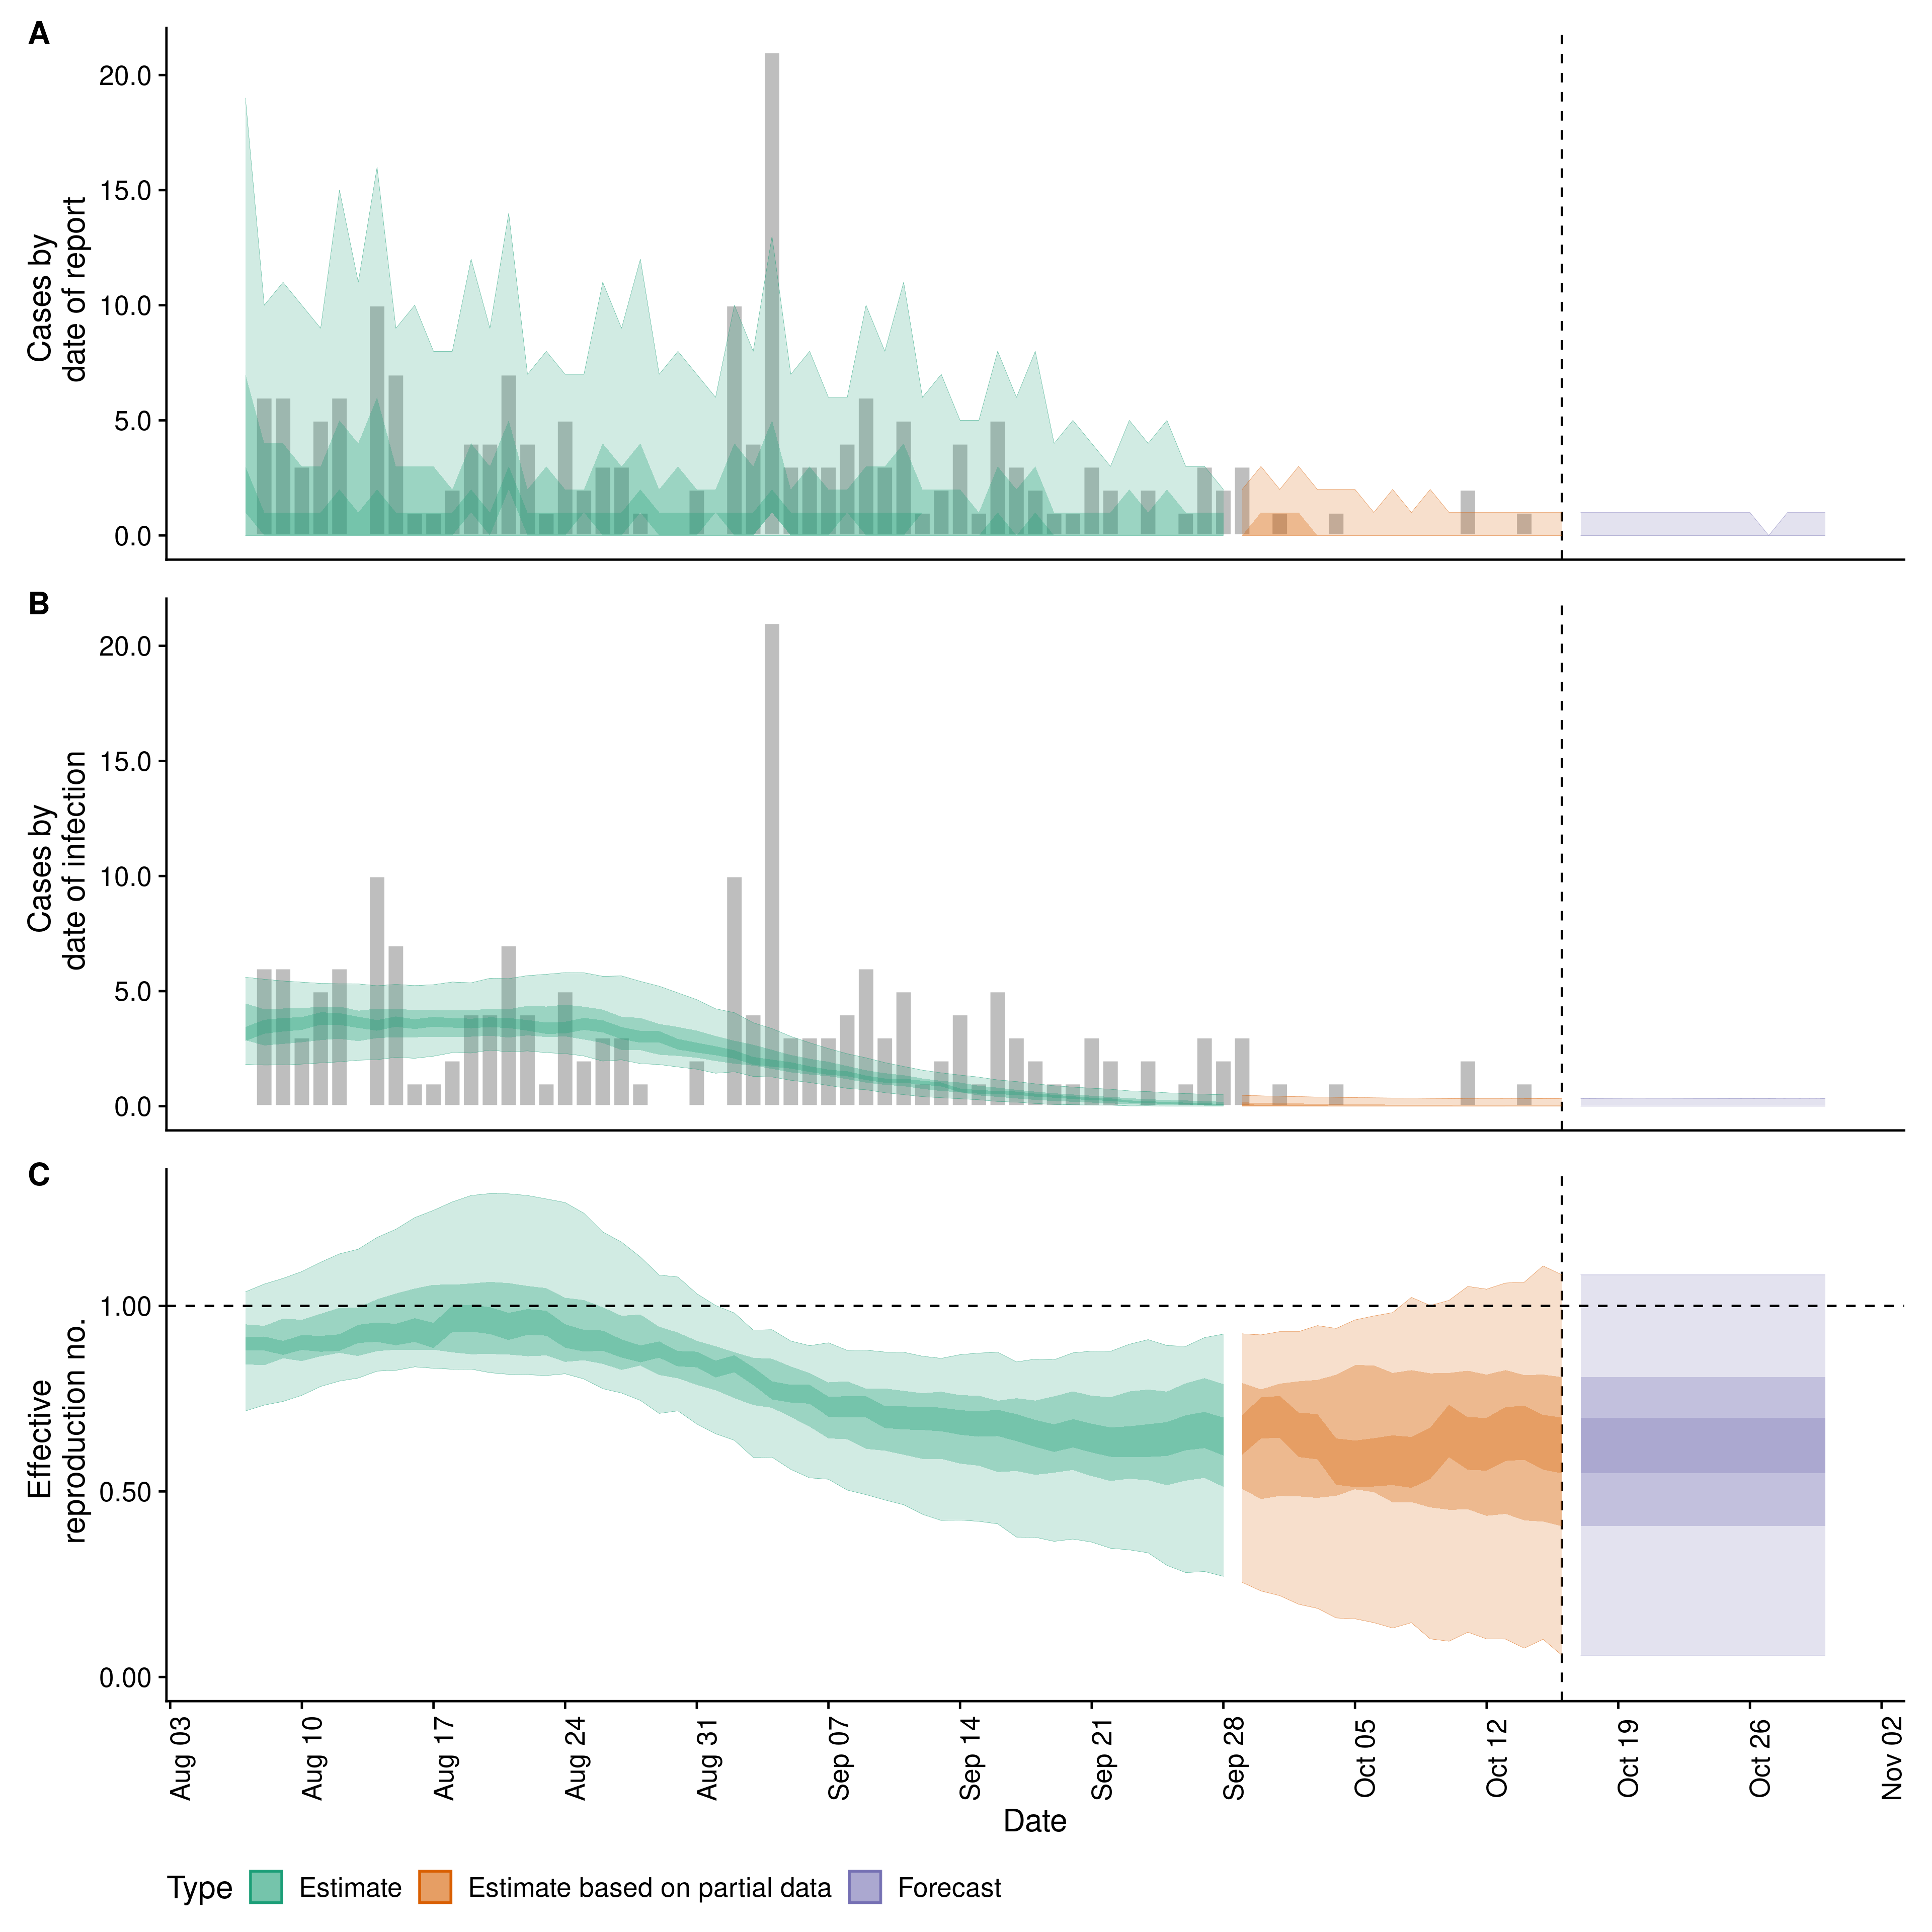 A
Cases by
date of report
20.0
15.0
10.0
5.0
0.0
B
Cases by
date of infection
20.0
15.0
10.0
5.0
0.0
C
Effective
reproduction no.
1.00
0.50
0.00
Aug 03
Aug 10
Aug 17
Aug 24
Aug 31
Sep 07
Sep 14
Sep 21
Sep 28
Oct 05
Oct 12
Oct 19
Oct 26
Nov 02
Date
Type Estimate Estimate based on partial data Forecast